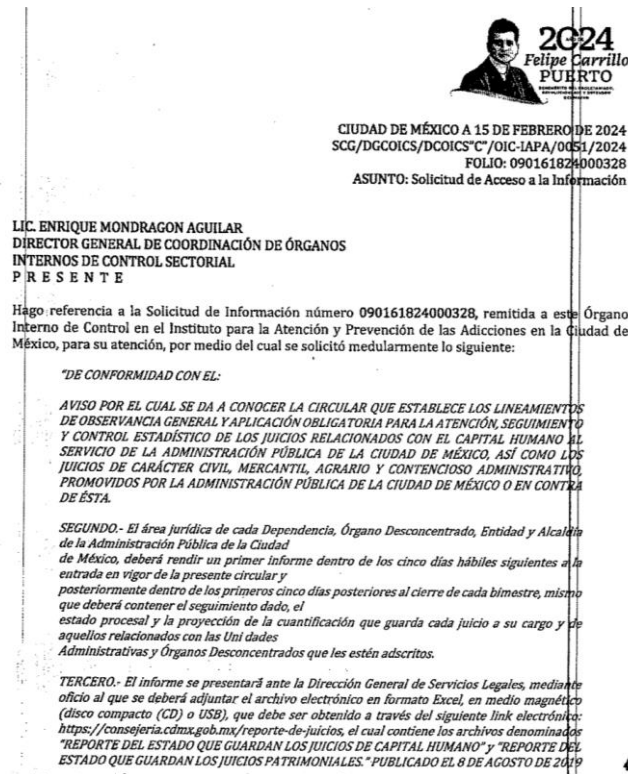 2024
Felipe Carrillo
PUERTO
CIUDAD DE MÉXICO A 15 DE FEBRERO DE 2024
SCG/DGCOICS/DCOICS"C"/OIC-IAPA/0051/2024
FOLIO: 090161824000328
ASUNTO: Solicitud de Acceso a la Información
LIC. ENRIQUE MONDRAGON AGUILAR
DIRECTOR GENERAL DE COORDINACIÓN DE ÓRGANOS
INTERNOS DE CONTROL SECTORIAL
P R E S E N T E
Hago referencia a la Solicitud de Información número 090161824000328, remitida a este Órgano
Interno de Control en el Instituto para la Atención y Prevención de las Adicciones en la Ciudad de
México, para su atención, por medio del cual se solicitó medularmente lo siguiente:
"DE CONFORMIDAD CON EL:
AVISO POR EL CUAL SE DA A CONOCER LA CIRCULAR QUE ESTABLECE LOS LINEAMIENTOS
DE OBSERVANCIA GENERAL Y APLICACIÓN OBLIGATORIA PARA LA ATENCIÓN, SEGUIMIENTO
Y CONTROL ESTADÍSTICO DE LOS JUICIOS RELACIONADOS CON EL CAPITAL HUMANO AL
SERVICIO DE LA ADMINISTRACIÓN PÚBLICA DE LA CIUDAD DE MÉXICO, ASÍ COMO LOS
JUICIOS DE CARÁCTER CIVIL, MERCANTIL, AGRARIO Y CONTENCIOSO ADMINISTRATIVO,
PROMOVIDOS POR LA ADMINISTRACIÓN PÚBLICA DE LA CIUDAD DE MÉXICO O EN CONTRA
DE ÉSTA.
SEGUNDO.- El área jurídica de cada Dependencia, Órgano Desconcentrado, Entidad y Alcaldía
de la Administración Pública de la Ciudad
de México, deberá rendir un primer informe dentro de los cinco días hábiles siguientes a la
entrada en vigor de la presente circular y
posteriormente dentro de los primeros cinco días posteriores al cierre de cada bimestre, mismo
que deberá contener el seguimiento dado, el
estado procesal y la proyección de la cuantificación que guarda cada juicio a su cargo y de
aquellos relacionados con las Uni dades
Administrativas y Órganos Desconcentrados que les estén adscritos.
TERCERO.- El informe se presentará ante la Dirección General de Servicios Legales, mediante
oficio al que se deberá adjuntar el archivo electrónico en formato Excel, en medio magnético
(disco compacto (CD) o USB), que debe ser obtenido a través del siguiente link electrónico:
https://consejeria.cdmx.gob.mx/reporte-de-juicios, el cual contiene los archivos denominados
"REPORTE DEL ESTADO QUE GUARDAN LOS JUICIOS DE CAPITAL HUMANO" y "REPORTE DEL
ESTADO QUE GUARDAN LOS JUICIOS PATRIMONIALES." PUBLICADO EL 8 DE AGOSTO DE 2019